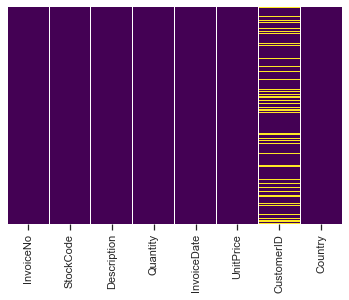 InvoiceNo
StockCode
Description
Quantity
InvoiceDate
UnitPrice
CustomerID
Country